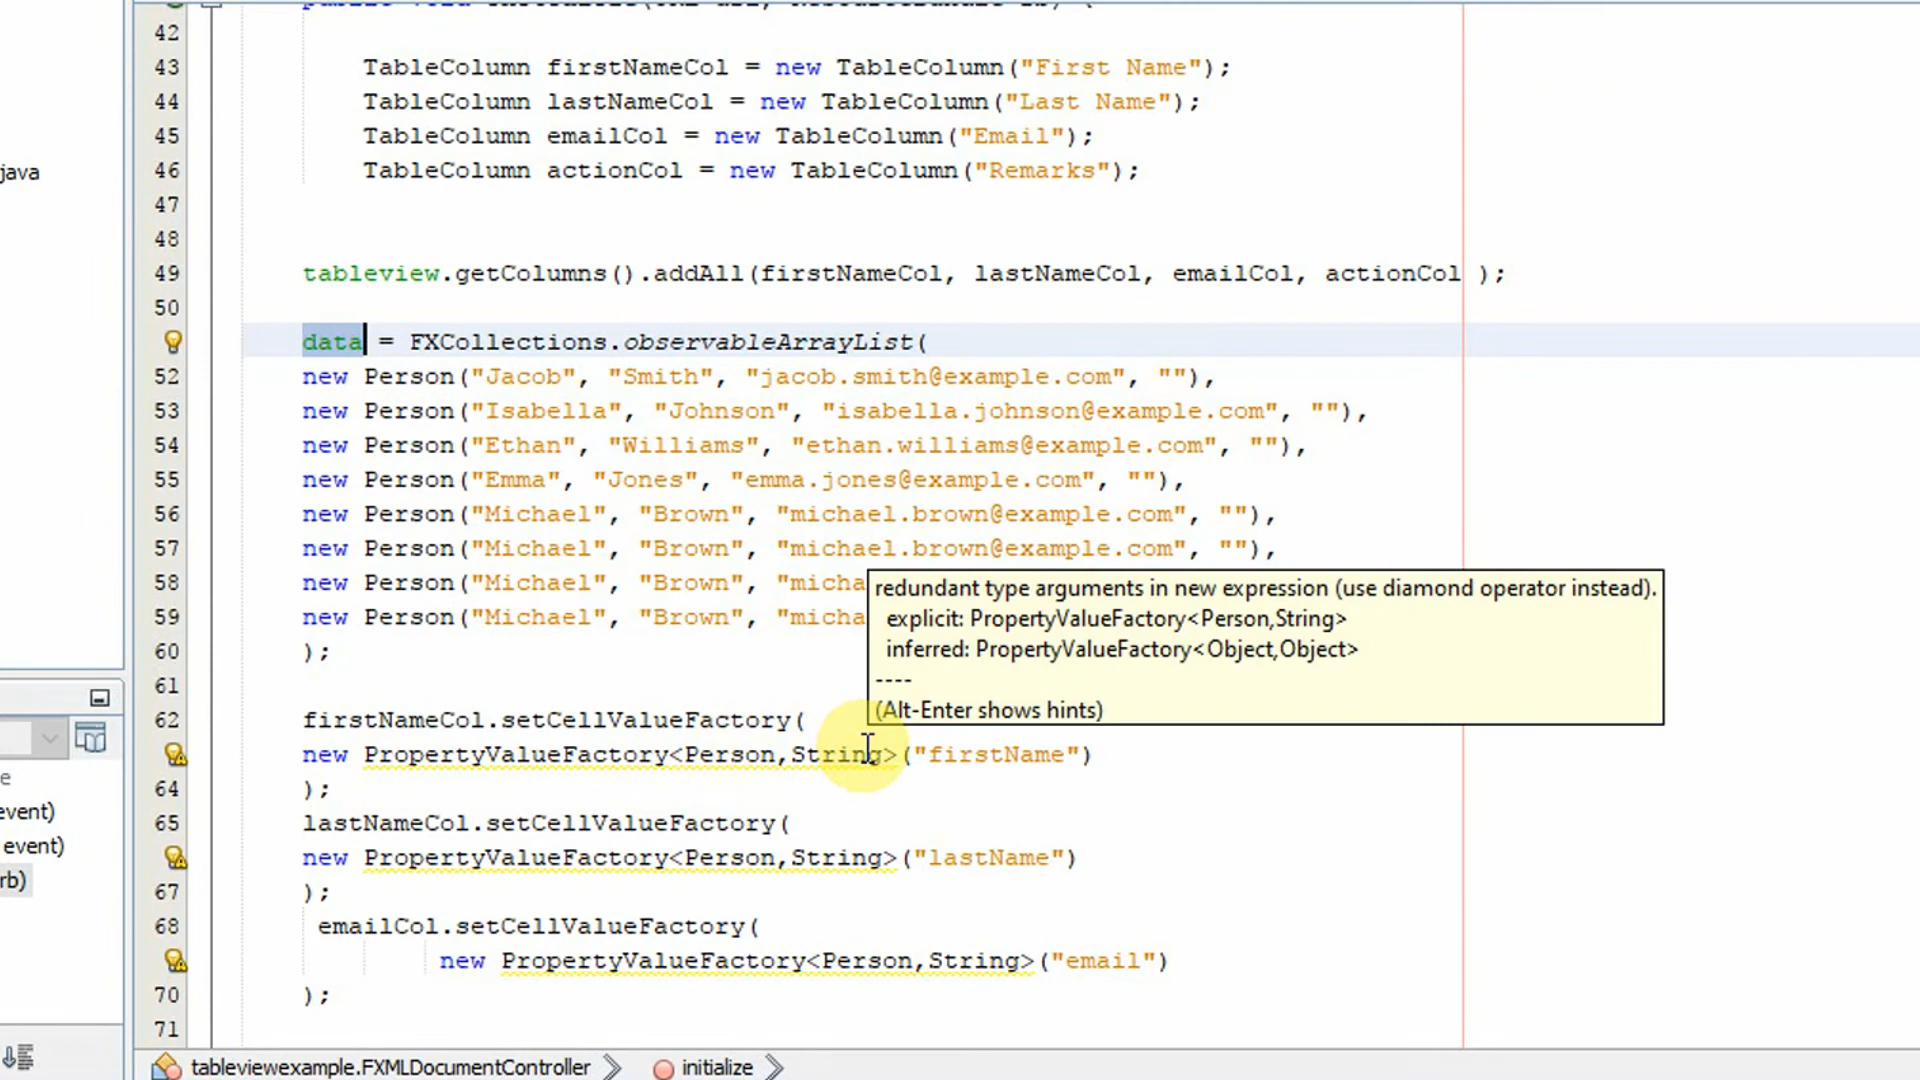 42
43 TableColumn firstNameCol = new TableColumn("First Name");
44 TableColumn lastNameCol = new TableColumn("Last Name");
45 TableColumn emailCol = new TableColumn("Email");
46 TableColumn actionCol = new TableColumn("Remarks");
java
47
48
49 tableview.getColumns().addAll(firstNameCol, lastNameCol, emailCol, actionCol );
50
data = FXCollections.observableArrayList(
52 new Person("Jacob", "Smith", "jacob.smith@example.com", ""),
53 new Person("Isabella", "Johnson", "isabella.johnson@example.com", ""),
54 new Person("Ethan", "Williams", "ethan.williams@example.com", ""),
55 new Person("Emma", "Jones", "emma.jones@example.com", ""),
56 new Person("Michael", "Brown", "michael.brown@example.com", ""),
57 new Person("Michael", "Brown", "michael.brown@example.com", ""),
58 new Person("Michael", "Brown", "micha
59 new Person("Michael", "Brown", "micha
60 );
redundant type arguments in new expression (use diamond operator instead).
explicit: PropertyValueFactory<Person,String>
inferred: PropertyValueFactory<Object,Object>
----
(Alt-Enter shows hints)
61
62 firstNameCol.setCellValueFactory(
new PropertyValueFactory<Person,String>("firstName")
64 );
65 lastNameCol.setCellValueFactory(
new PropertyValueFactory<Person,String>("lastName")
67 );
68 emailCol.setCellValueFactory(
new PropertyValueFactory<Person,String>("email")
70 );
71
e
event)
event)
rb)
tableviewexample.FXMLDocumentController
initialize